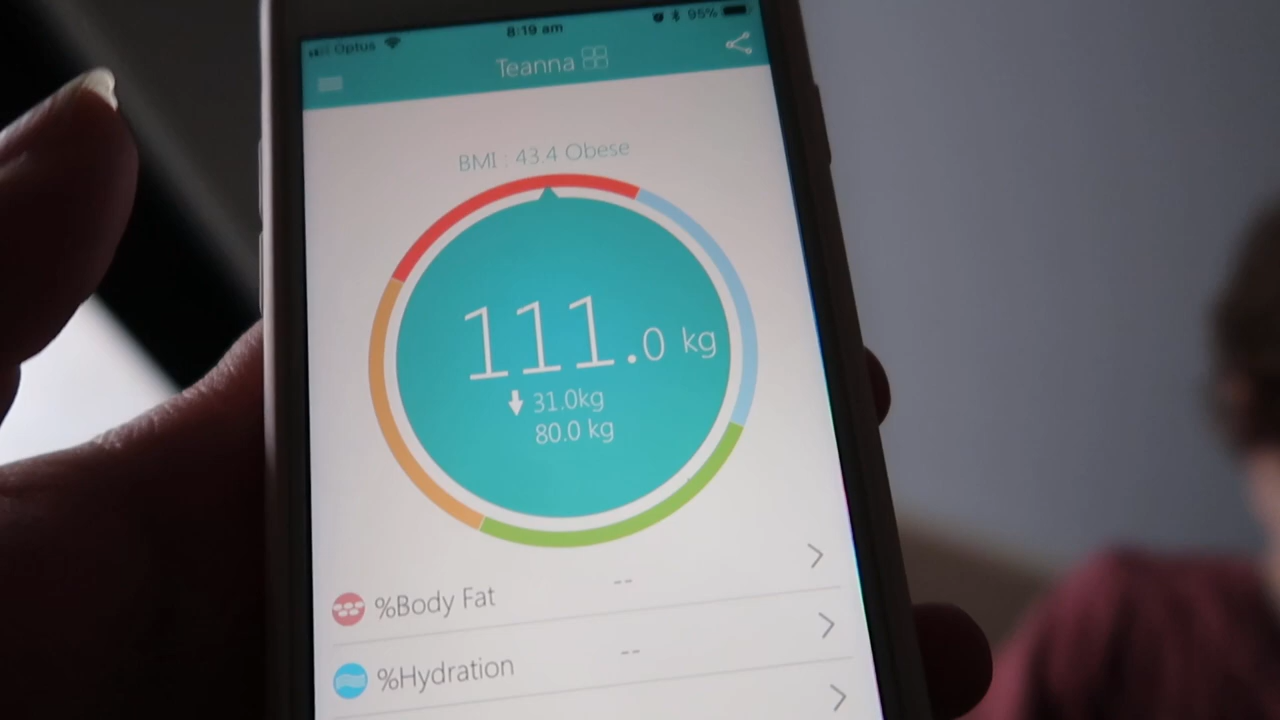 Optus 8:19 am 95%
Teanna
BMI : 43.4 Obese
111.0 kg
31.0kg
80.0 kg
%Body Fat --
%Hydration --